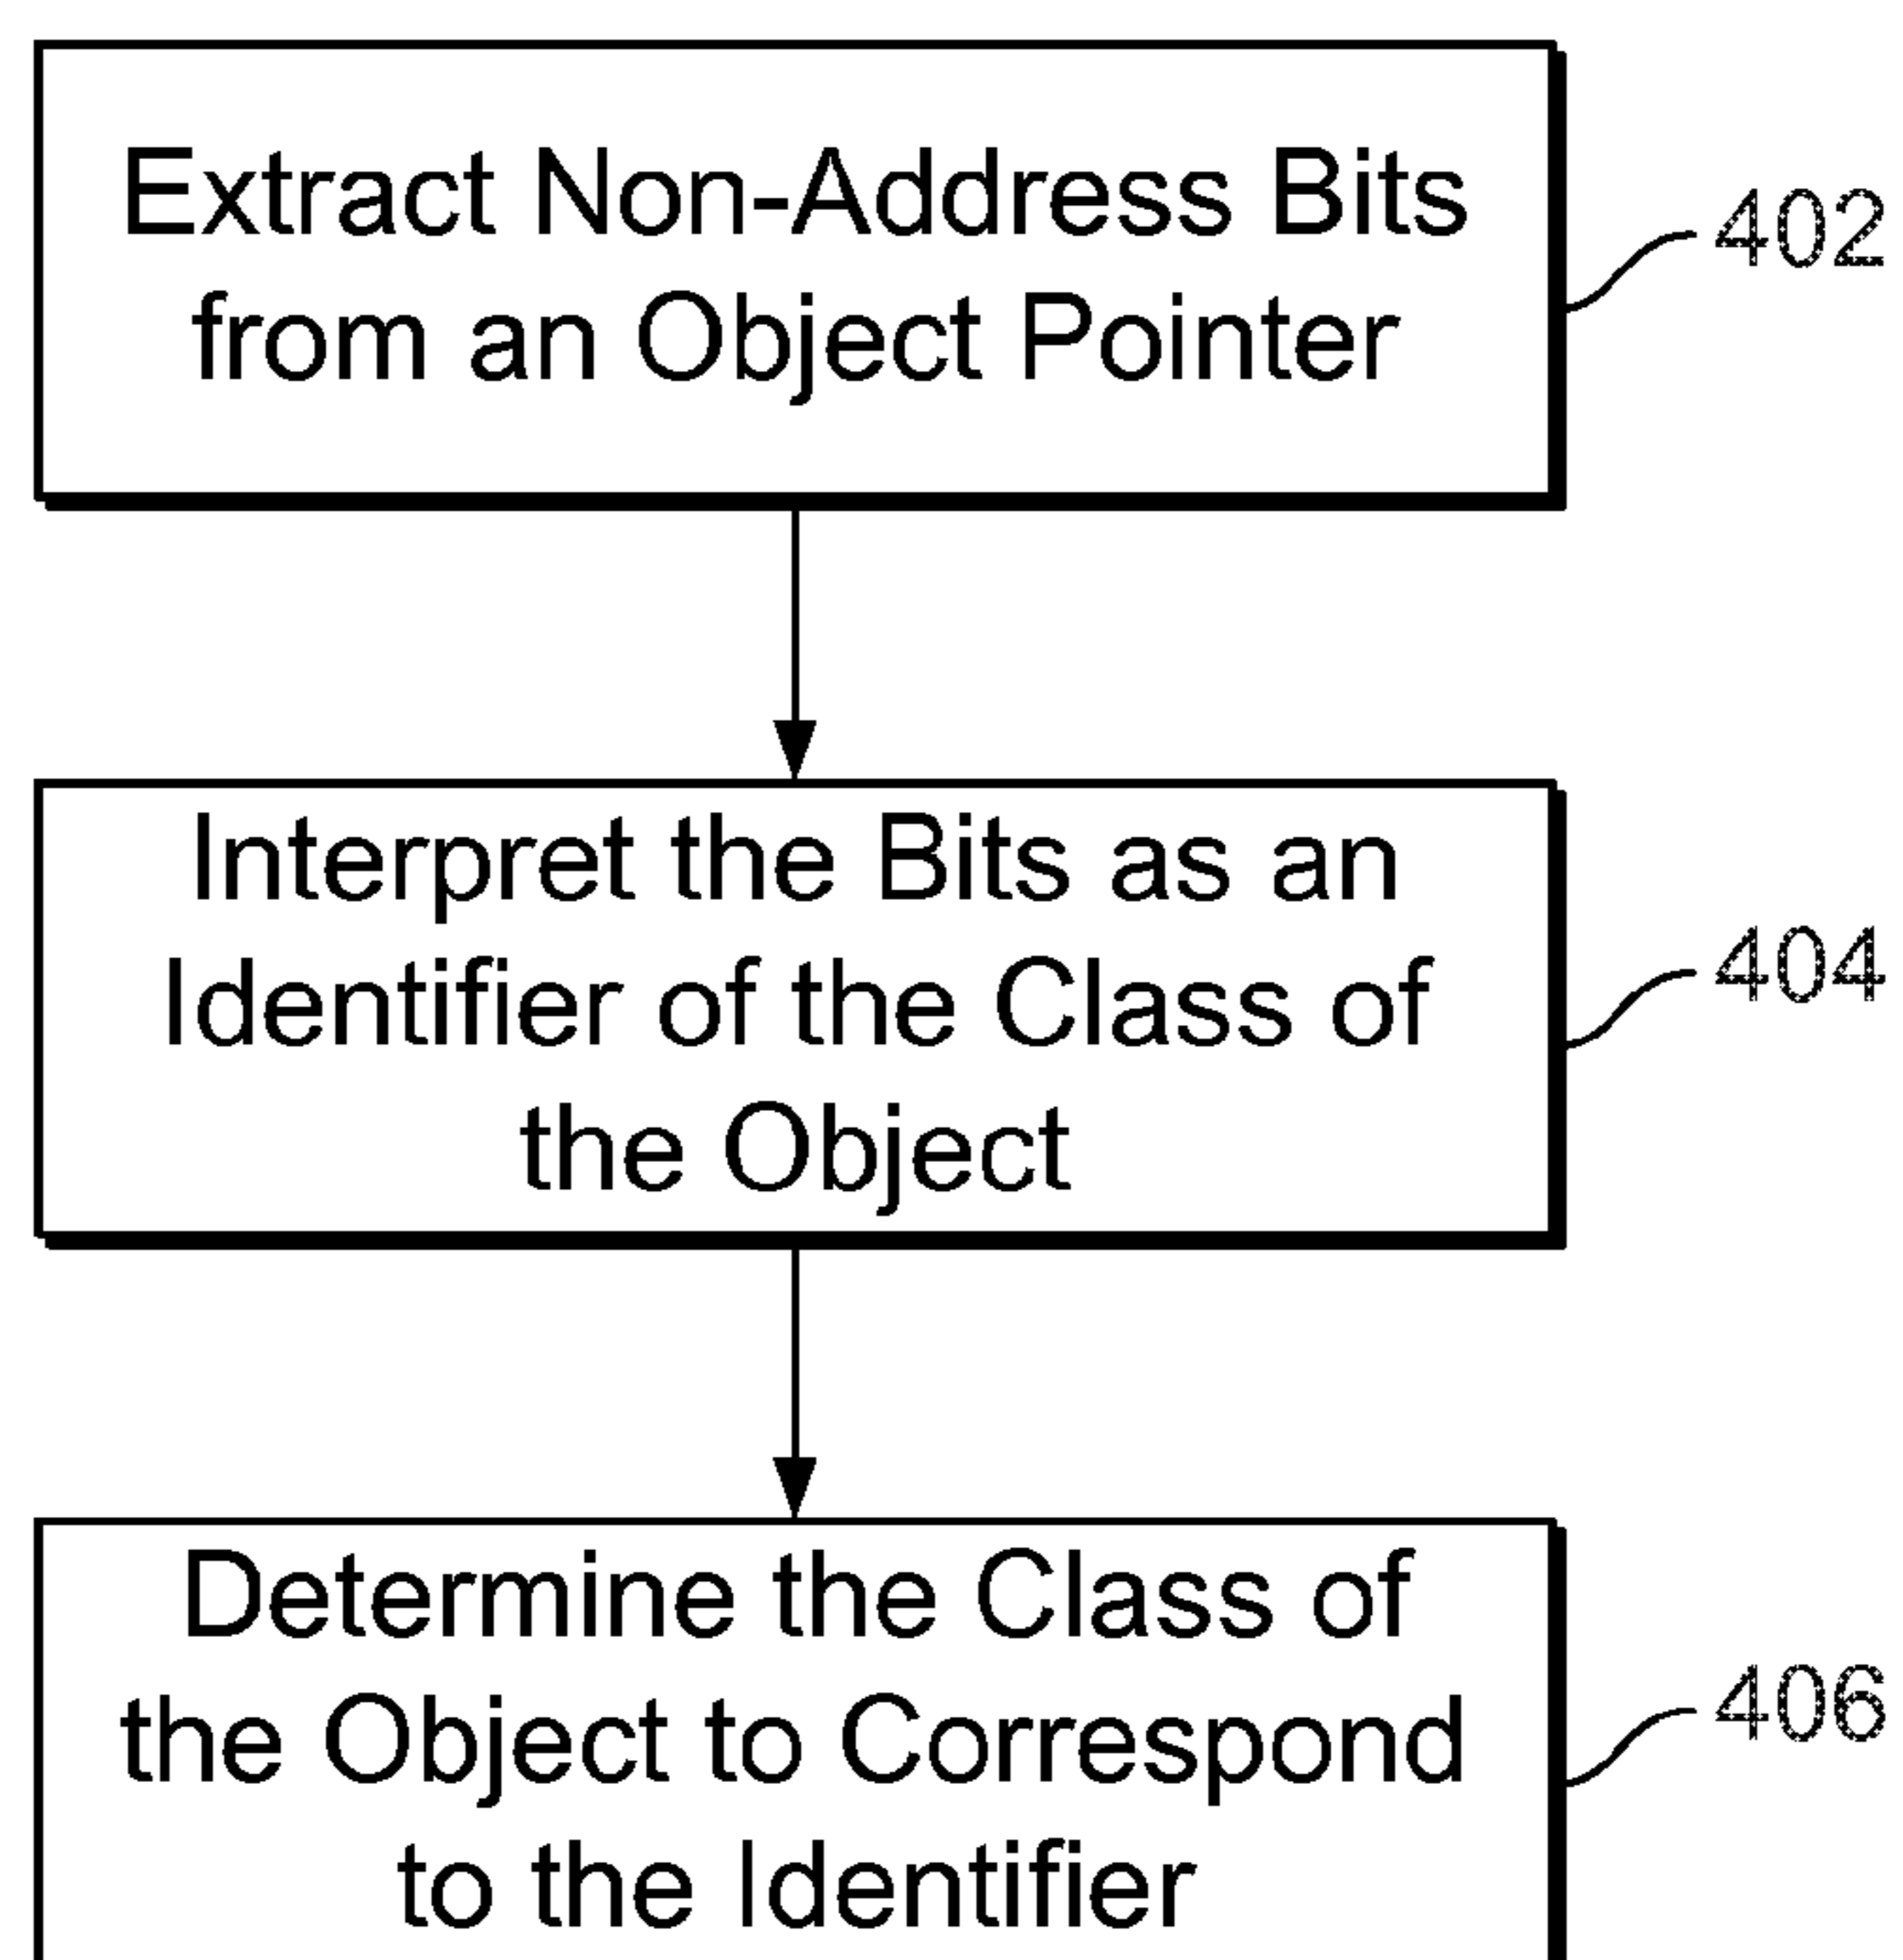 Extract Non-Address Bits
from an Object Pointer
402
Interpret the Bits as an
Identifier of the Class of
the Object
404
Determine the Class of
the Object to Correspond
to the Identifier
406